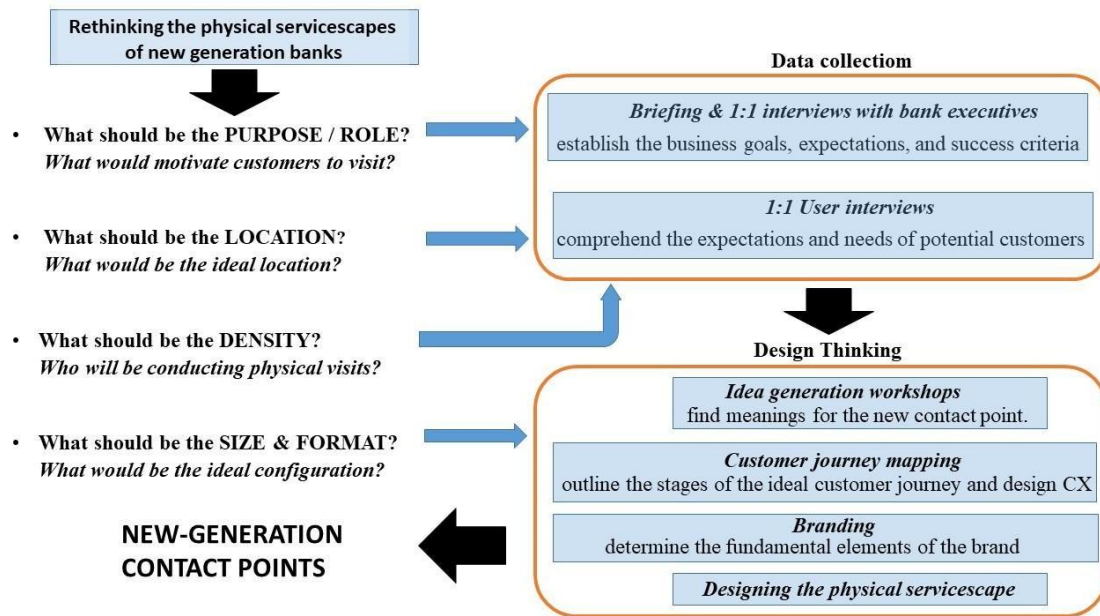 Rethinking the physical servicescapes
of new generation banks
• What should be the PURPOSE / ROLE?
What would motivate customers to visit?
• What should be the LOCATION?
What would be the ideal location?
• What should be the DENSITY?
Who will be conducting physical visits?
• What should be the SIZE & FORMAT?
What would be the ideal configuration?
NEW-GENERATION
CONTACT POINTS
Data collectiom
Briefing & 1:1 interviews with bank executives
establish the business goals, expectations, and success criteria
1:1 User interviews
comprehend the expectations and needs of potential customers
Design Thinking
Idea generation workshops
find meanings for the new contact point.
Customer journey mapping
outline the stages of the ideal customer journey and design CX
Branding
determine the fundamental elements of the brand
Designing the physical servicescape